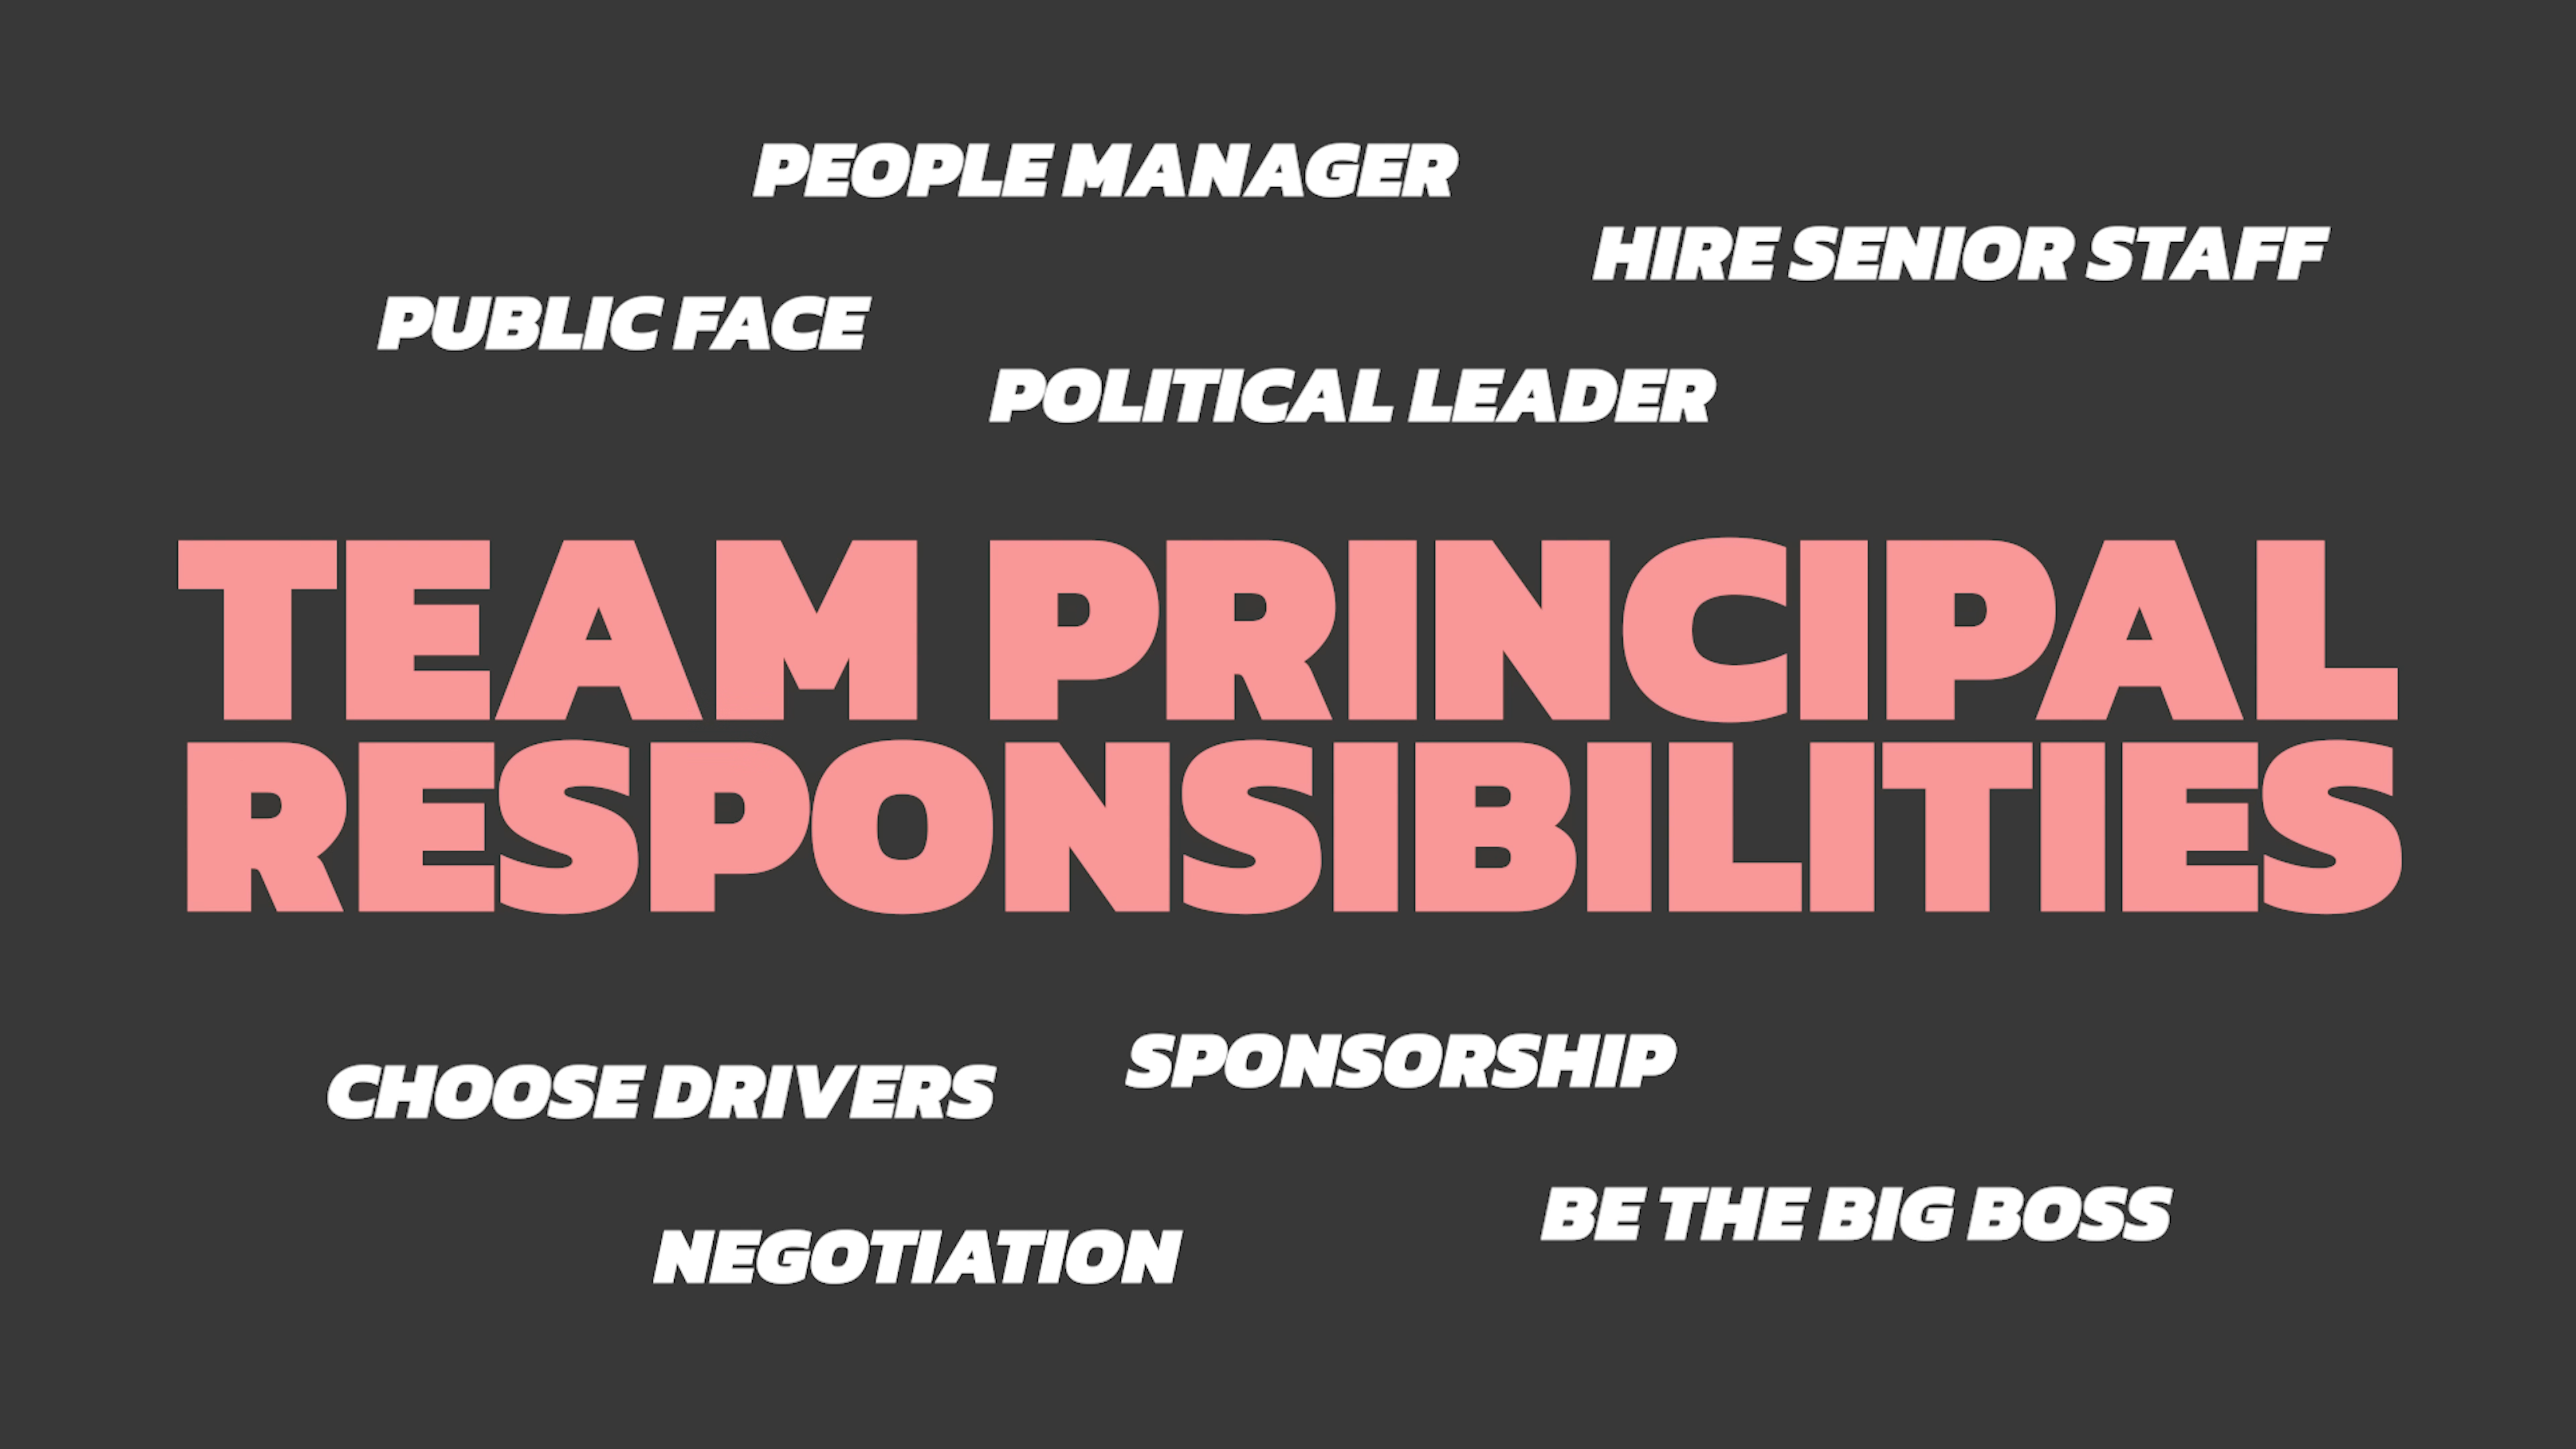 PEOPLE MANAGER
HIRE SENIOR STAFF
PUBLIC FACE
POLITICAL LEADER
TEAM PRINCIPAL
RESPONSIBILITIES
SPONSORSHIP
CHOOSE DRIVERS
BE THE BIG BOSS
NEGOTIATION